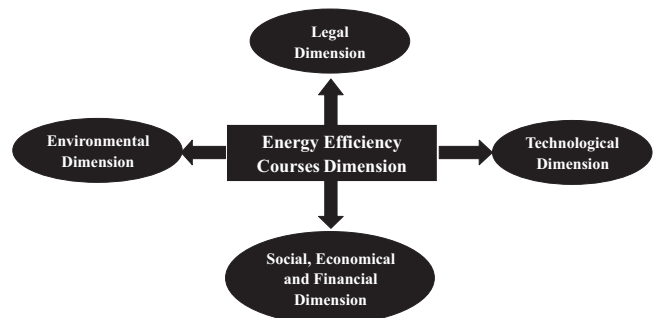 Legal
Dimension
Environmental
Dimension
Energy Efficiency
Courses Dimension
Technological
Dimension
Social, Economical
and Financial
Dimension